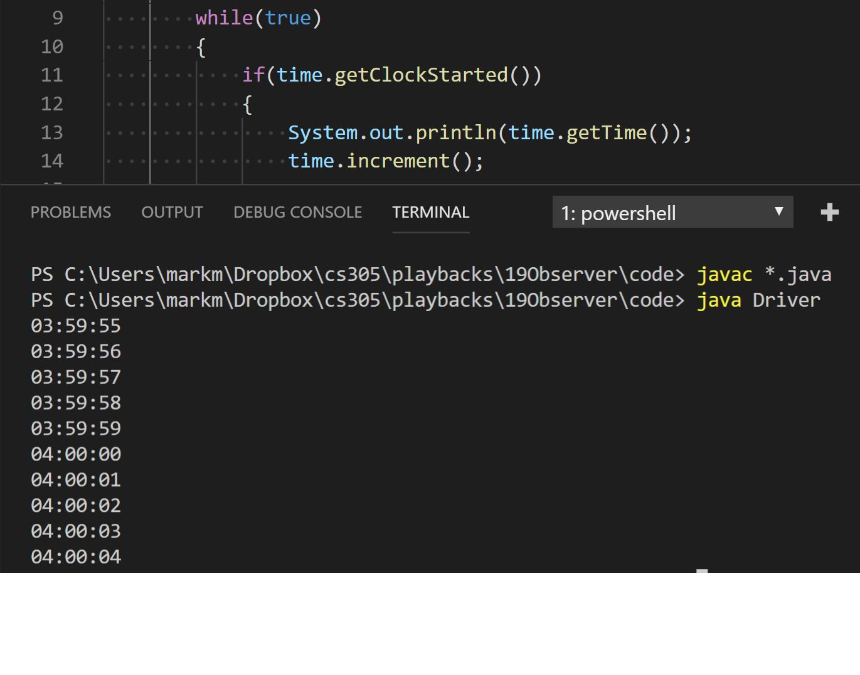 9 while(true)
10 {
11 if(time.getClockStarted())
12 {
13 System.out.println(time.getTime());
14 time.increment();
PROBLEMS OUTPUT DEBUG CONSOLE TERMINAL 1: powershell
PS C:\Users\markm\Dropbox\cs305\playbacks\19Observer\code> javac *.java
PS C:\Users\markm\Dropbox\cs305\playbacks\19Observer\code> java Driver
03:59:55
03:59:56
03:59:57
03:59:58
03:59:59
04:00:00
04:00:01
04:00:02
04:00:03
04:00:04